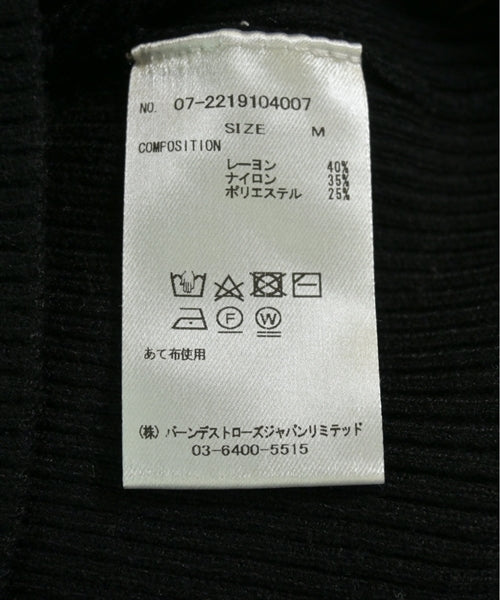 NO. 07-2219104007
SIZE M
COMPOSITION
レーヨン 40%
ナイロン 35%
ポリエステル 25%
F W
あて布使用
(株) バーンデストローズジャパンリミテッド
03-6400-5515